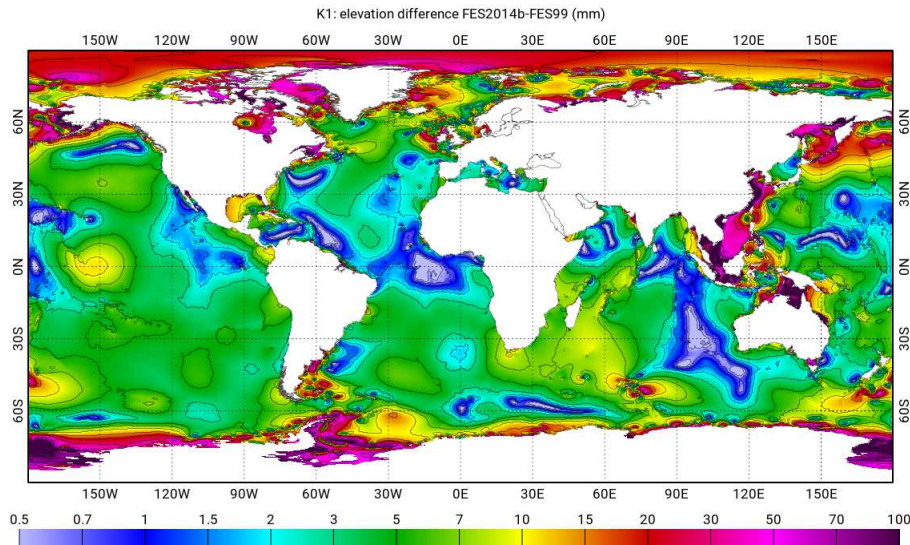 K1: elevation difference FES2014b-FES99 (mm)
150W 120W 90W 60W 30W 0E 30E 60E 90E 120E 150E
60N 60N
30N 30N
0N 0N
30S 30S
60S 60S
150W 120W 90W 60W 30W 0E 30E 60E 90E 120E 150E
0.5 0.7 1 1.5 2 3 5 7 10 15 20 30 50 70 100